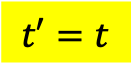 t′ = t